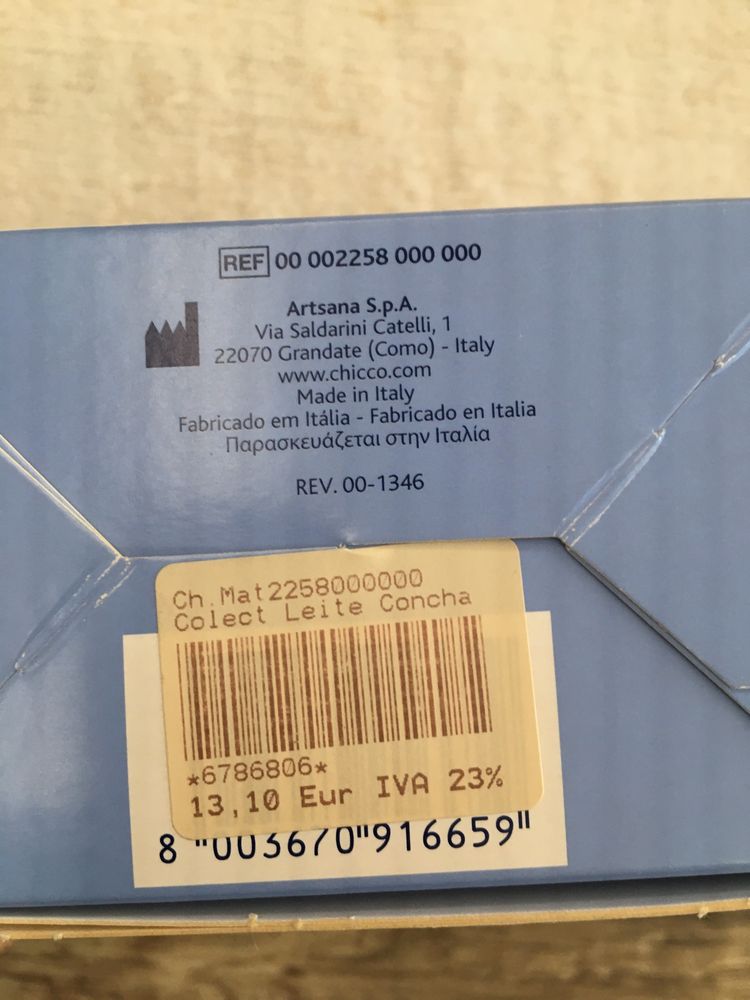 REF 00 002258 000 000
Artsana S.p.A.
Via Saldarini Catelli, 1
22070 Grandate (Como) - Italy
www.chicco.com
Made in Italy
Fabricado em Itália - Fabricado en Italia
Παρασκευάζεται στην Ιταλία
REV. 00-1346
Ch.Mat2258000000
Colect Leite Concha
*6786806*
13,10 Eur IVA 23%
8 "003670"916659"